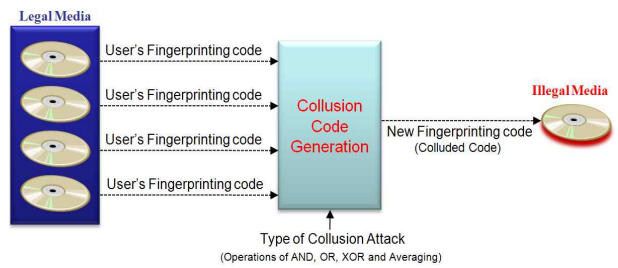 Legal Media
User's Fingerprinting code
User's Fingerprinting code
User's Fingerprinting code
User's Fingerprinting code
Collusion
Code
Generation
Illegal Media
New Fingerprinting code
(Colluded Code)
Type of Collusion Attack
(Operations of AND, OR, XOR and Averaging)